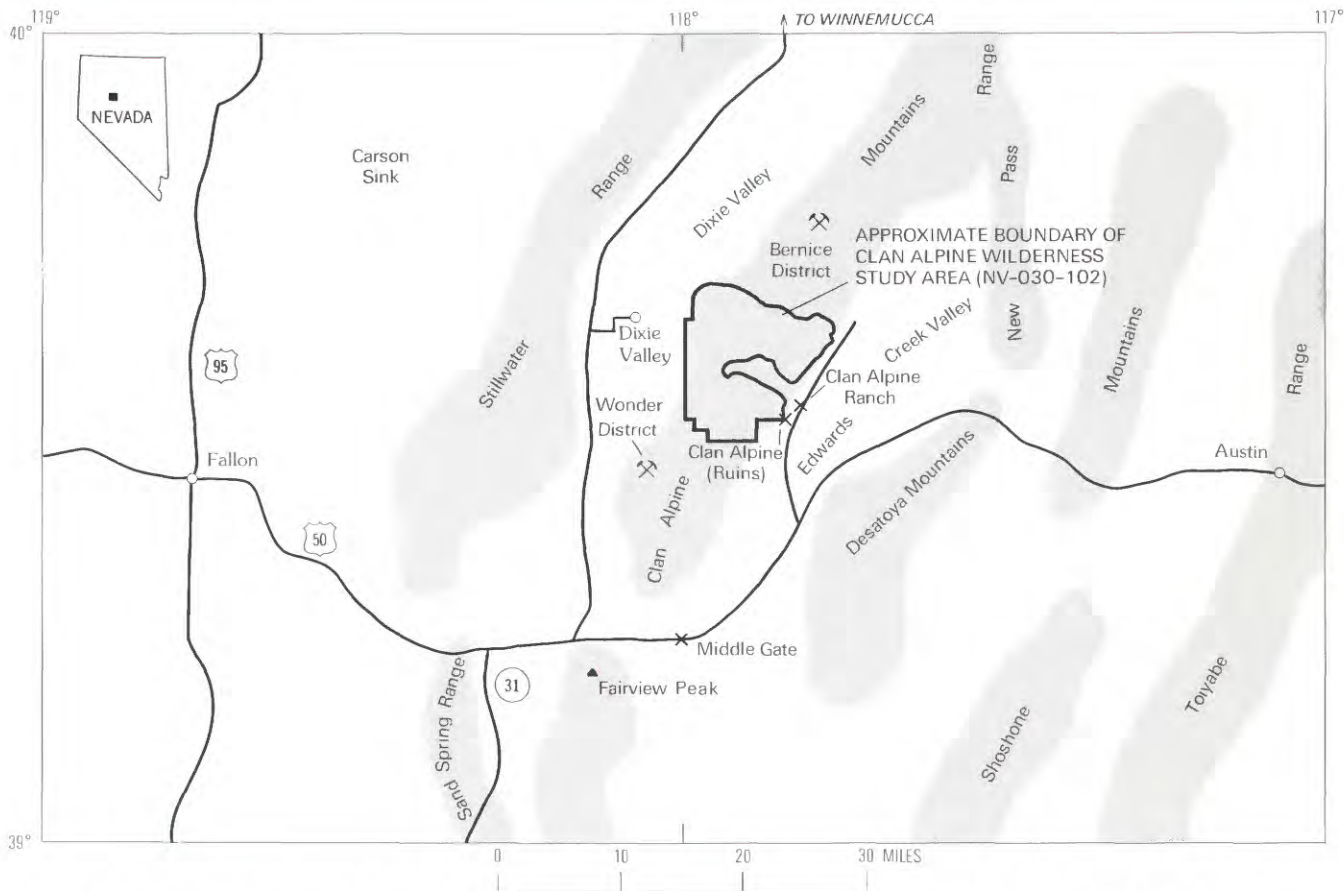 119°
118°
117°
40°
TO WINNEMUCCA
NEVADA
Carson
Sink
Range
Stillwater
Dixie Valley
Mountains
Range
Pass
New
Bernice
District
APPROXIMATE BOUNDARY OF
CLAN ALPINE WILDERNESS
STUDY AREA (NV-030-102)
Dixie
Valley
Creek Valley
Edwards
Mountains
Range
95
Clan Alpine
Ranch
Wonder
District
Clan Alpine
(Ruins)
Fallon
Austin
Clan Alpine
Desatoya Mountains
50
Middle Gate
31
Fairview Peak
Sand Spring Range
Shoshone
Toiyabe
39°
0 10 20 30 MILES